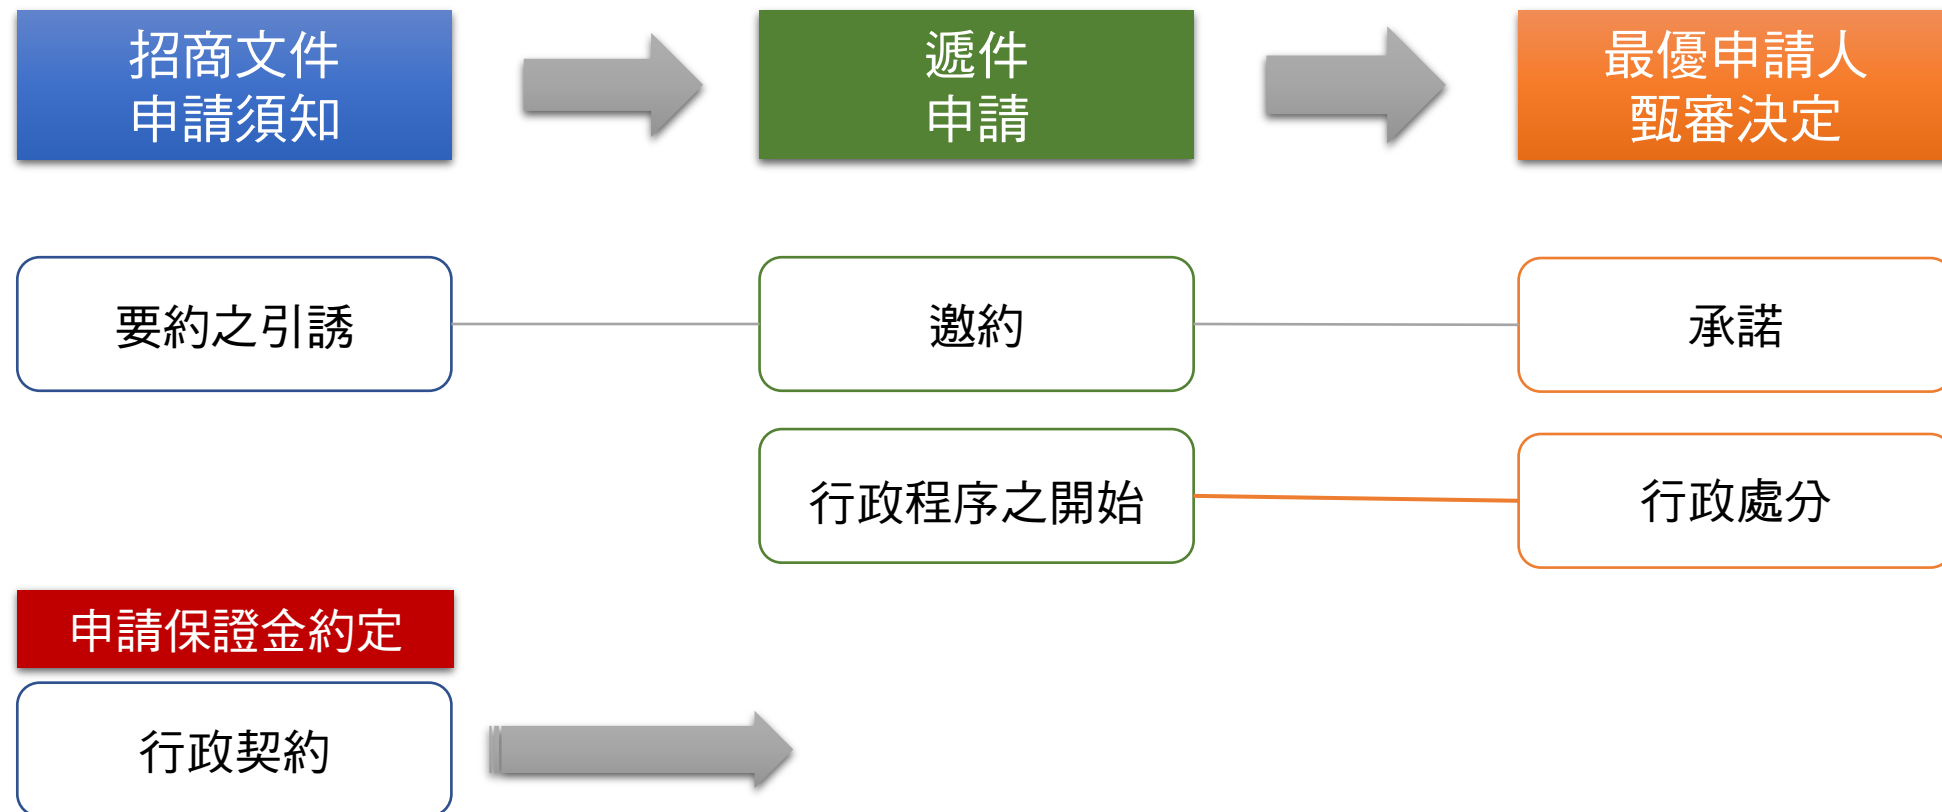 招商文件
申請須知
遞件
申請
最優申請人
甄審決定
要約之引誘
邀約
承諾
行政程序之開始
行政處分
申請保證金約定
行政契約